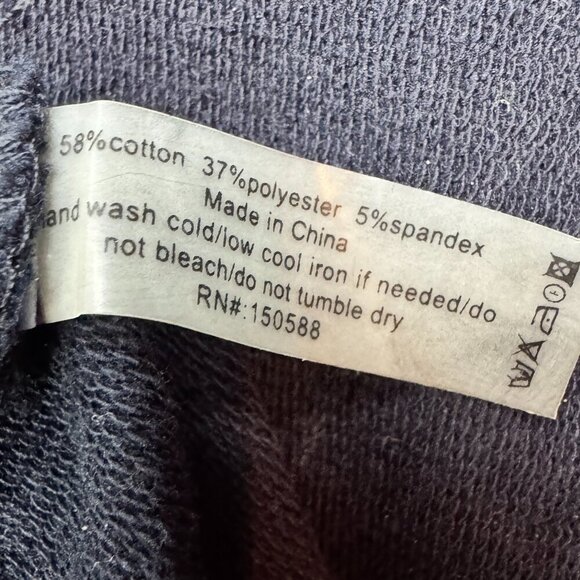 58%cotton 37%polyester 5%spandex
Made in China
and wash cold/low cool iron if needed/do
not bleach/do not tumble dry
RN#:150588